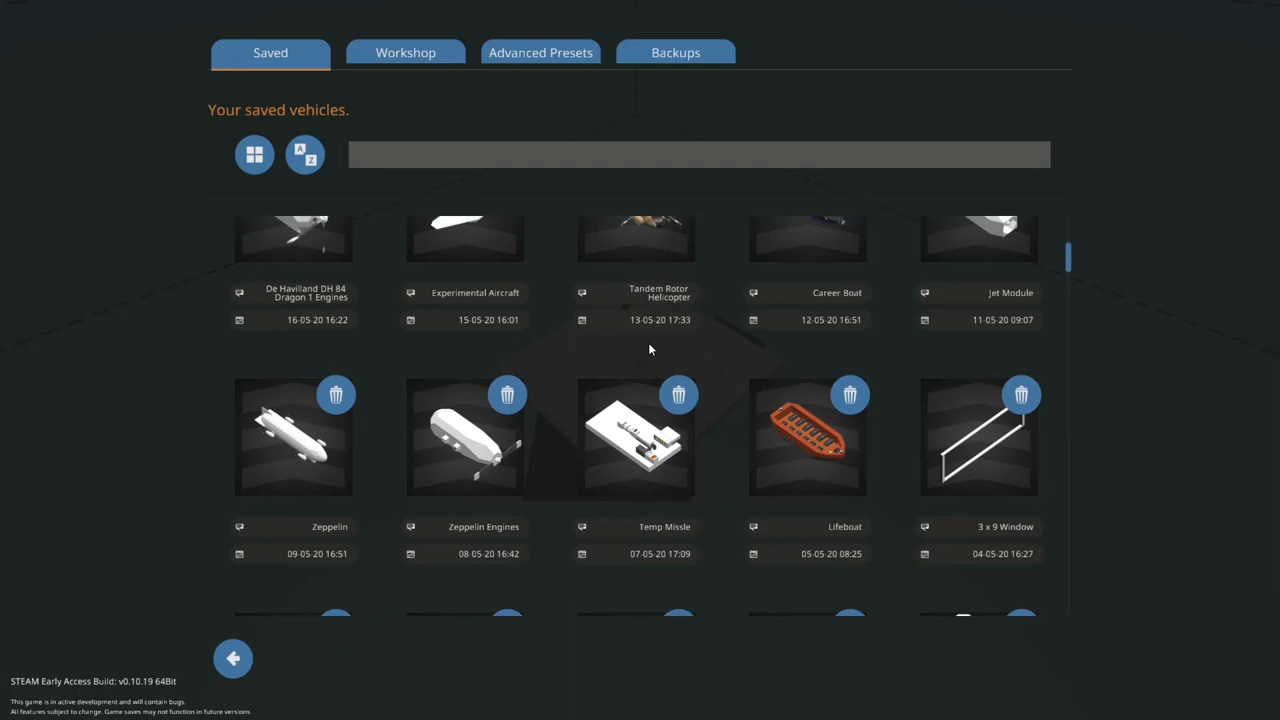 Saved
Workshop
Advanced Presets
Backups
Your saved vehicles.
A
Z
De Havilland DH 84
Dragon 1 Engines
Experimental Aircraft
Tandem Rotor
Helicopter
Career Boat
Jet Module
16-05-20 16:22
15-05-20 16:01
13-05-20 17:33
12-05-20 16:51
11-05-20 09:07
Zeppelin
Zeppelin Engines
Temp Missle
Lifeboat
3 x 9 Window
09-05-20 16:51
08-05-20 16:42
07-05-20 17:09
05-05-20 08:25
04-05-20 16:27
STEAM Early Access Build: v0.10.19 64Bit
This game is in active development and will contain bugs.
All features subject to change. Game saves may not function in future versions.